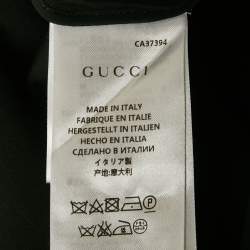 CA37394
GUCCI
MADE IN ITALY
FABRIQUE EN ITALIE
HERGESTELLT IN ITALIEN
HECHO EN ITALIA
СДЕЛАНО В ИТАЛИИ
イタリア製
产地:意大利